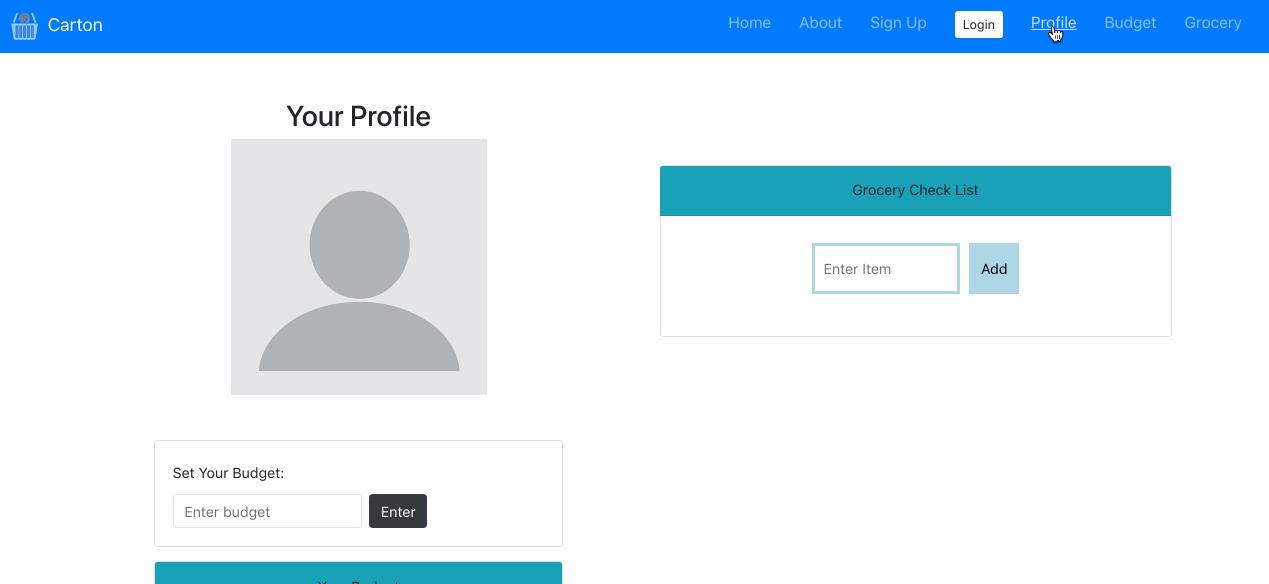 Carton
Home About Sign Up Login Profile Budget Grocery
Your Profile
Grocery Check List
Enter Item Add
Set Your Budget:
Enter budget Enter